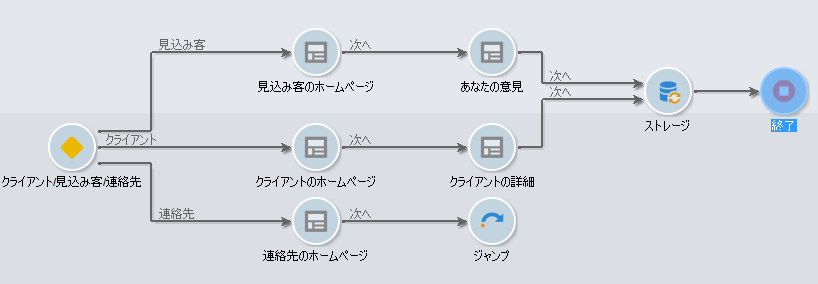 見込み客
次へ
見込み客のホームページ
あなたの意見
次へ
次へ
ストレージ
終了
クライアント
次へ
クライアント/見込み客/連絡先
クライアントのホームページ
クライアントの詳細
連絡先
次へ
連絡先のホームページ
ジャンプ